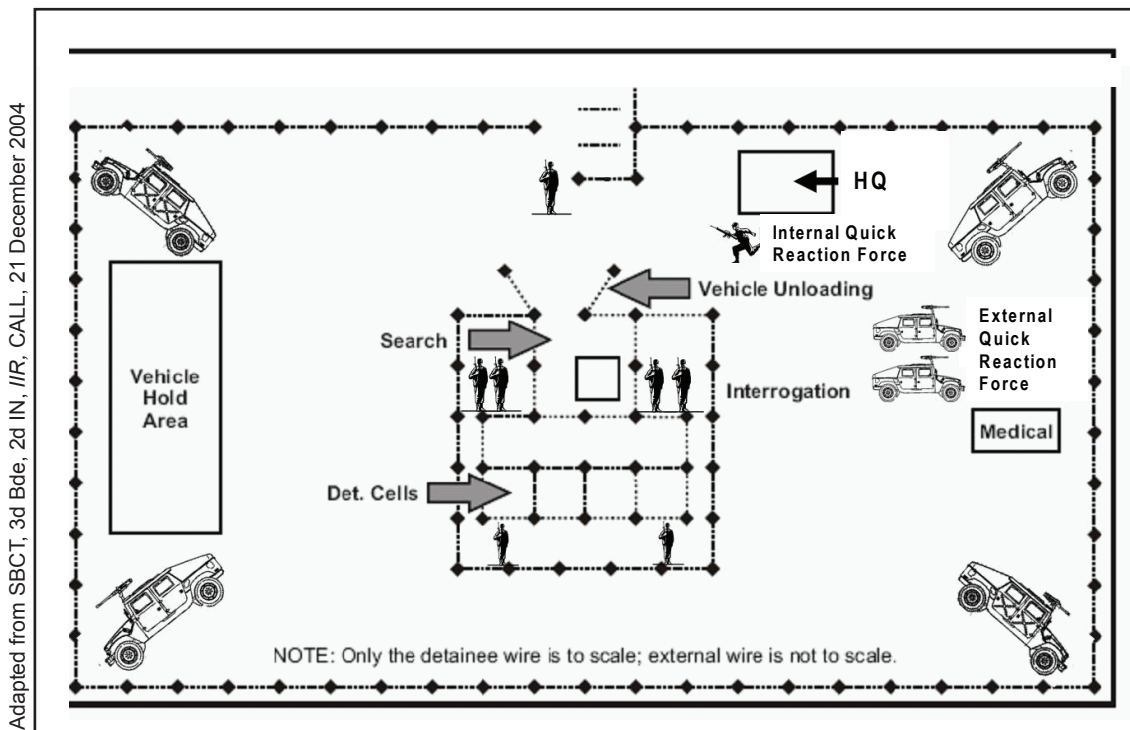 Adapted from SBCT, 3d Bde, 2d IN, IIR, CALL, 21 December 2004
HQ
Internal Quick
Reaction Force
Vehicle Unloading
Search
External
Quick
Reaction
Force
Vehicle
Hold
Area
Interrogation
Medical
Det. Cells
NOTE: Only the detainee wire is to scale; external wire is not to scale.